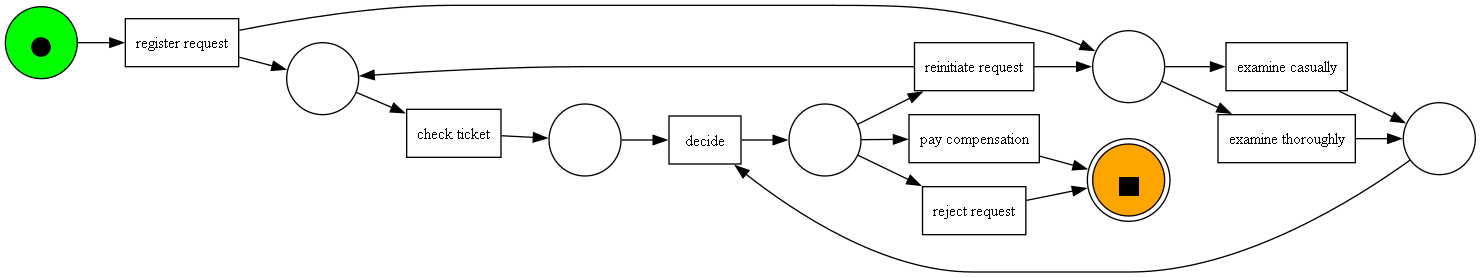 register request
reinitiate request
examine casually
check ticket
decide
pay compensation
examine thoroughly
reject request